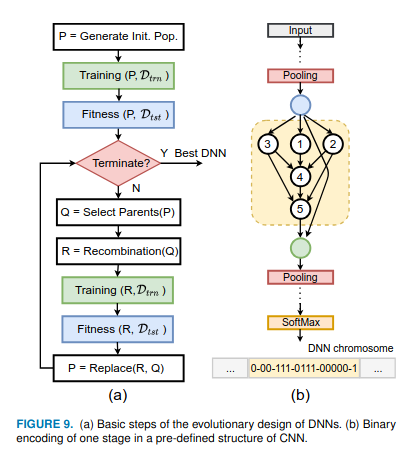 P = Generate Init. Pop.
Training (P, 𝒟trn )
Fitness (P, 𝒟tst )
Terminate?
Y Best DNN
N
Q = Select Parents(P)
R = Recombination(Q)
Training (R,𝒟trn )
Fitness (R, 𝒟tst )
P = Replace(R, Q)
(a)
Input
Pooling
3
1
2
4
5
Pooling
SoftMax
DNN chromosome
... 0-00-111-0111-00000-1 ...
(b)
FIGURE 9. (a) Basic steps of the evolutionary design of DNNs. (b) Binary
encoding of one stage in a pre-defined structure of CNN.